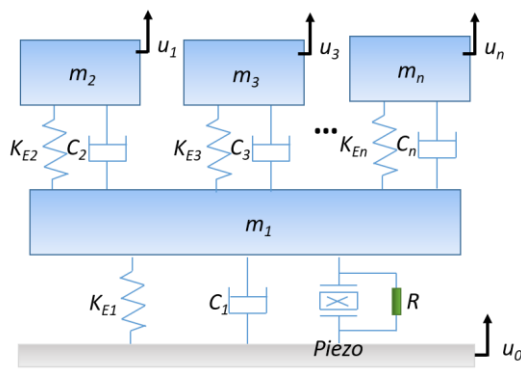 u1 u3 un
m2 m3 mn
KE2 C2 KE3 C3 ... KEn Cn
m1
KE1 C1 R
Piezo u0